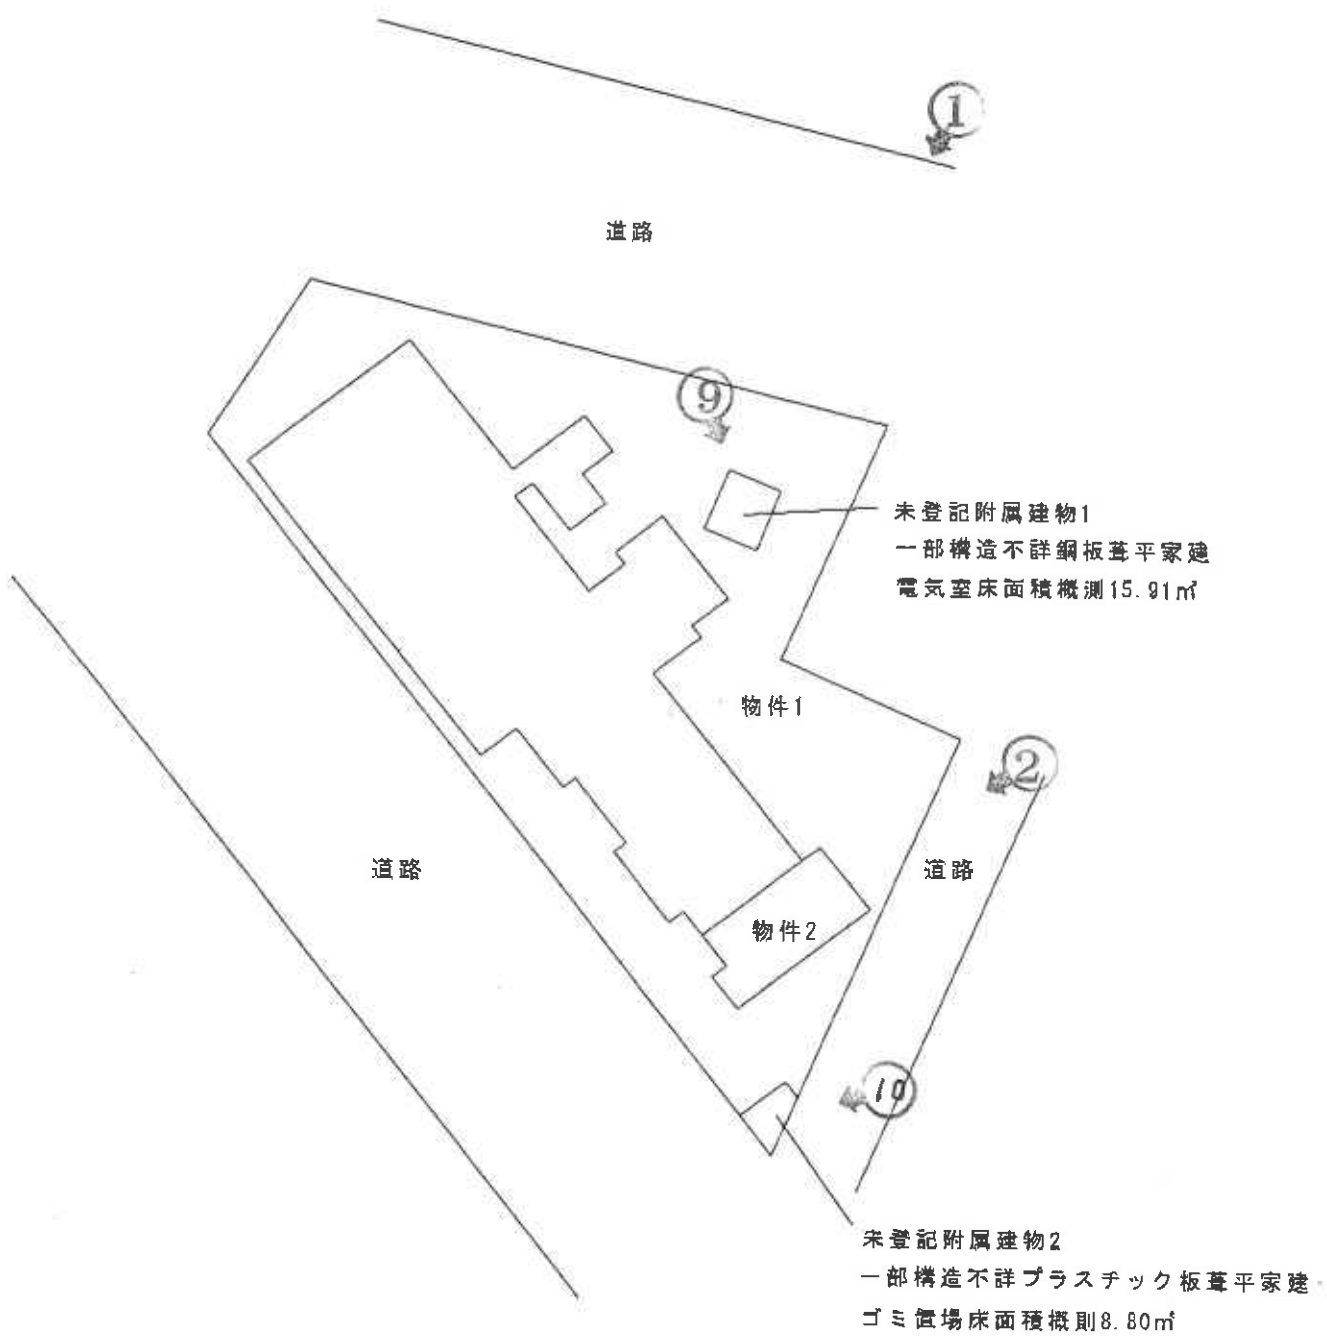 ①
道路
⑨
未登記附属建物1
一部構造不詳鋼板葺平家建
電気室床面積概測15.91㎡
物件1
②
道路
道路
物件2
⑩
未登記附属建物2
一部構造不詳プラスチック板葺平家建
ゴミ置場床面積概則8.80㎡